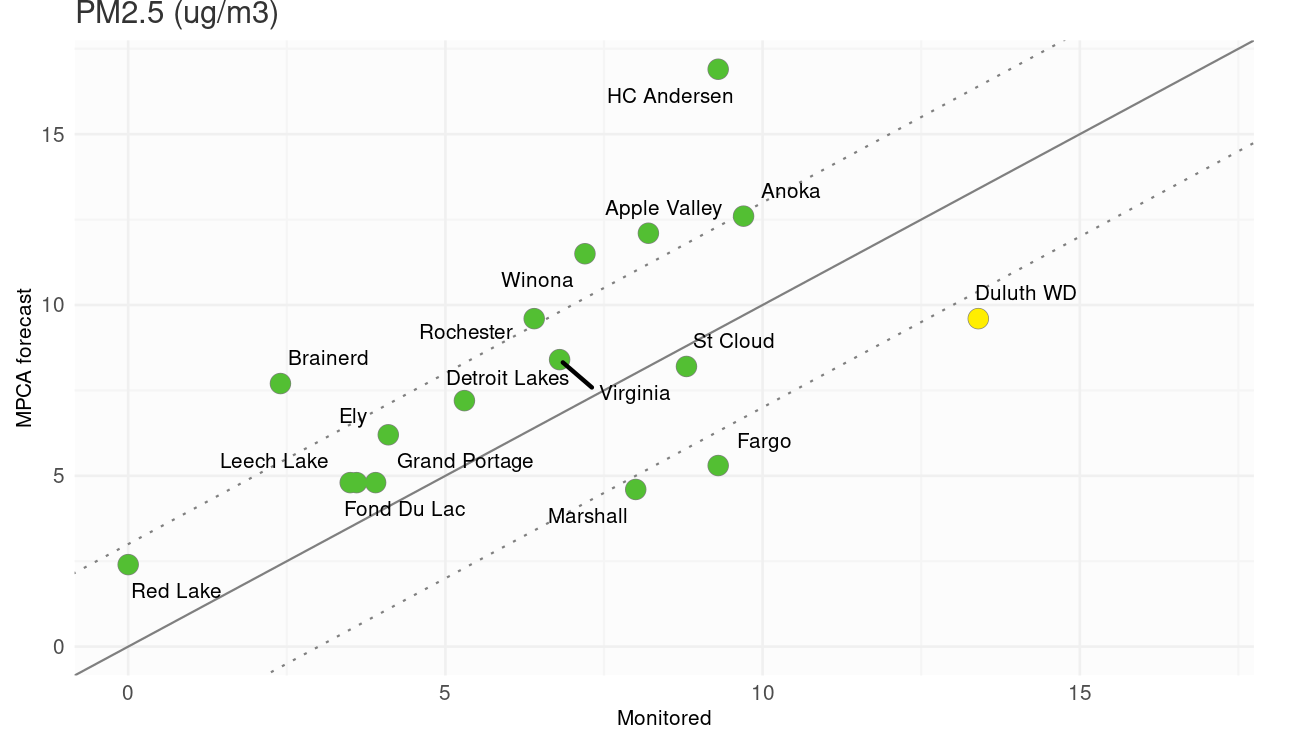 PM2.5 (ug/m3)
HC Andersen
15
Anoka
Apple Valley
Winona
Duluth WD
10
Rochester
St Cloud
Brainerd
Detroit Lakes
Virginia
Ely
Fargo
Leech Lake
Grand Portage
5
Fond Du Lac
Marshall
Red Lake
0
MPCA forecast
0
5
10
15
Monitored